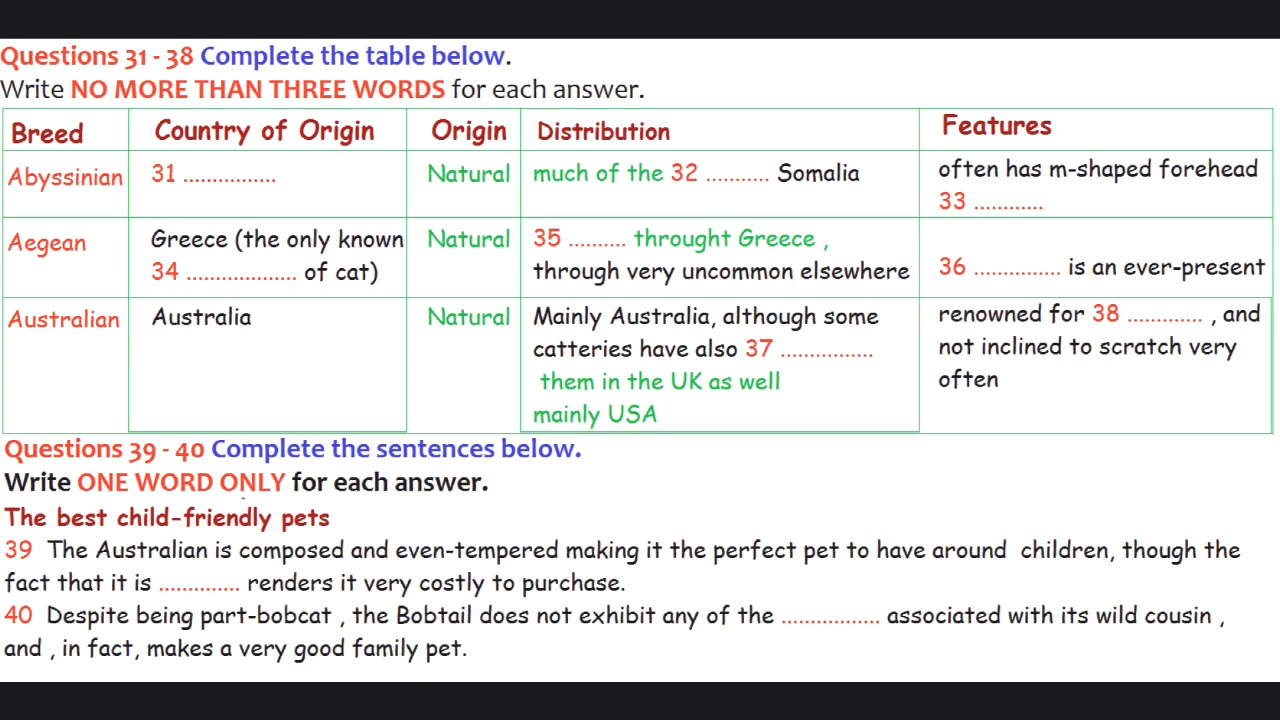 Questions 31 - 38 Complete the table below.
Write NO MORE THAN THREE WORDS for each answer.
Breed Country of Origin Origin Distribution Features
Abyssinian 31 ................ Natural much of the 32 ........... Somalia often has m-shaped forehead
33 ............
Aegean Greece (the only known Natural 35 .......... throught Greece ,
34 ................... of cat) through very uncommon elsewhere 36 ............... is an ever-present
Australian Australia Natural Mainly Australia, although some renowned for 38 ............. , and
catteries have also 37 ................ not inclined to scratch very
them in the UK as well often
mainly USA
Questions 39 - 40 Complete the sentences below.
Write ONE WORD ONLY for each answer.
The best child-friendly pets
39 The Australian is composed and even-tempered making it the perfect pet to have around children, though the
fact that it is .............. renders it very costly to purchase.
40 Despite being part-bobcat , the Bobtail does not exhibit any of the ................. associated with its wild cousin ,
and , in fact, makes a very good family pet.